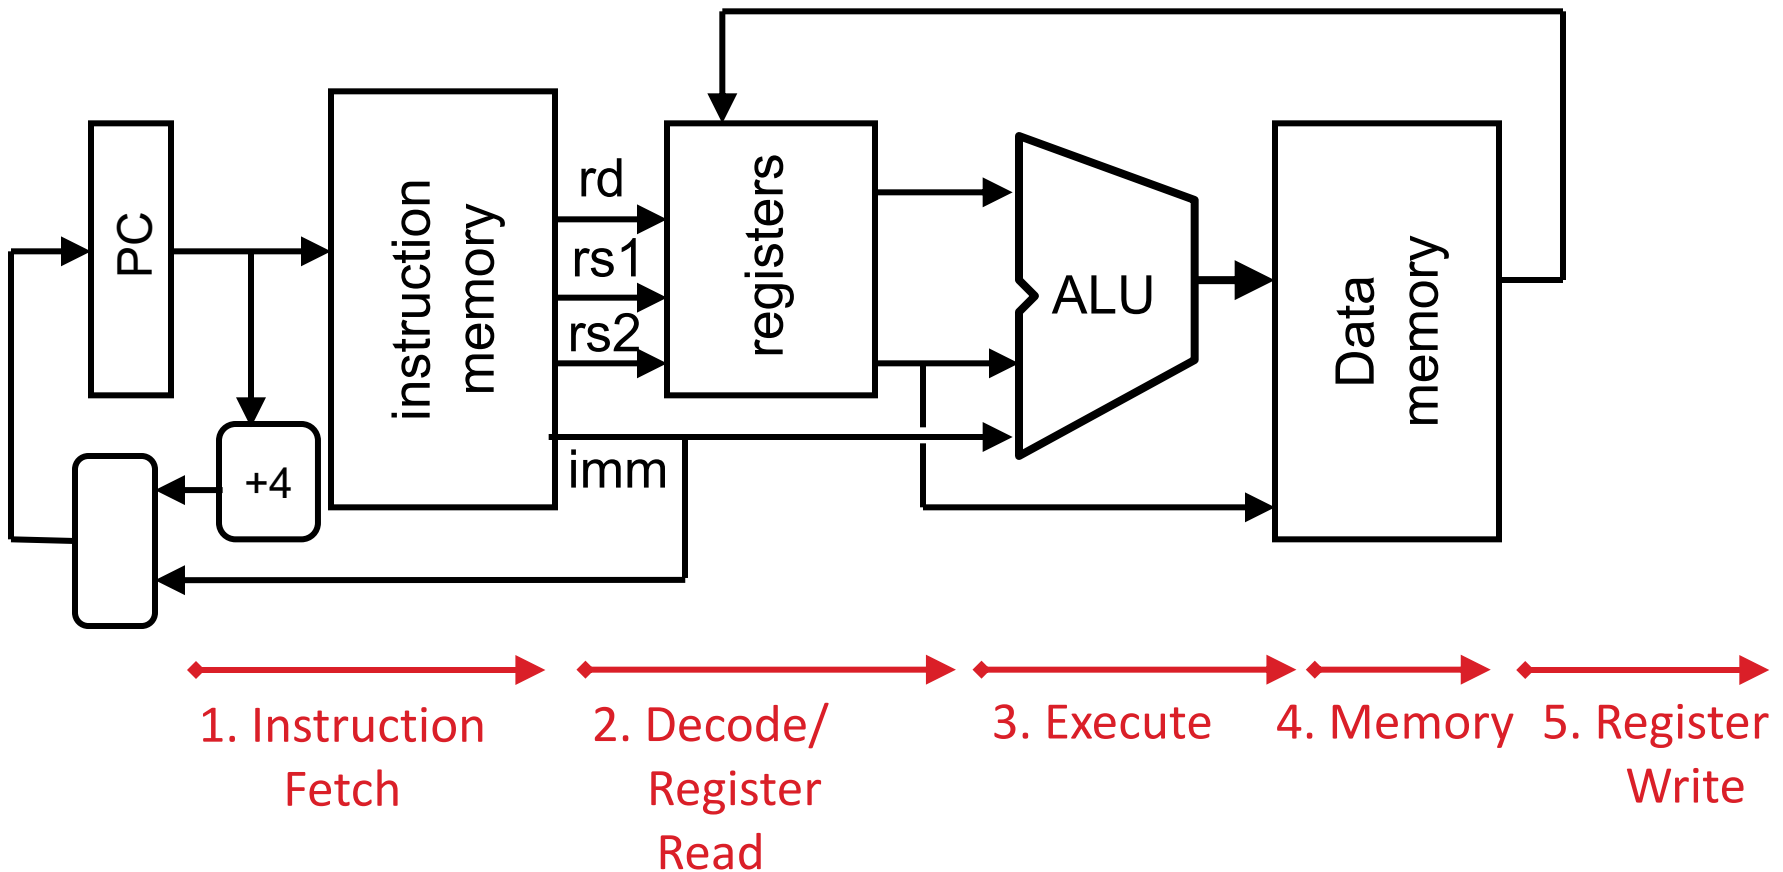 PC
+4
instruction
memory
rd
rs1
rs2
imm
registers
ALU
Data
memory
1. Instruction
Fetch
2. Decode/
Register
Read
3. Execute
4. Memory
5. Register
Write